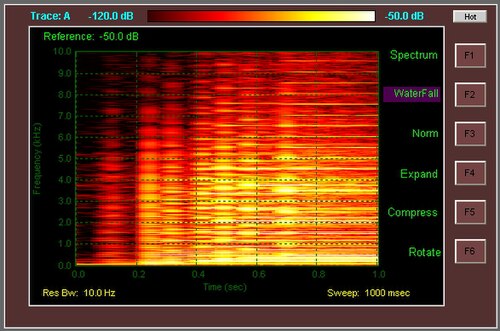 Trace: A -120.0 dB -50.0 dB Hot
Reference: -50.0 dB
Spectrum F1
WaterFall F2
Norm F3
Expand F4
Compress F5
Rotate F6
Frequency (kHz)
10.0
9.0
8.0
7.0
6.0
5.0
4.0
3.0
2.0
1.0
0.0
0.0 0.2 0.4 0.6 0.8 1.0
Time (sec)
Res Bw: 10.0 Hz Sweep: 1000 msec